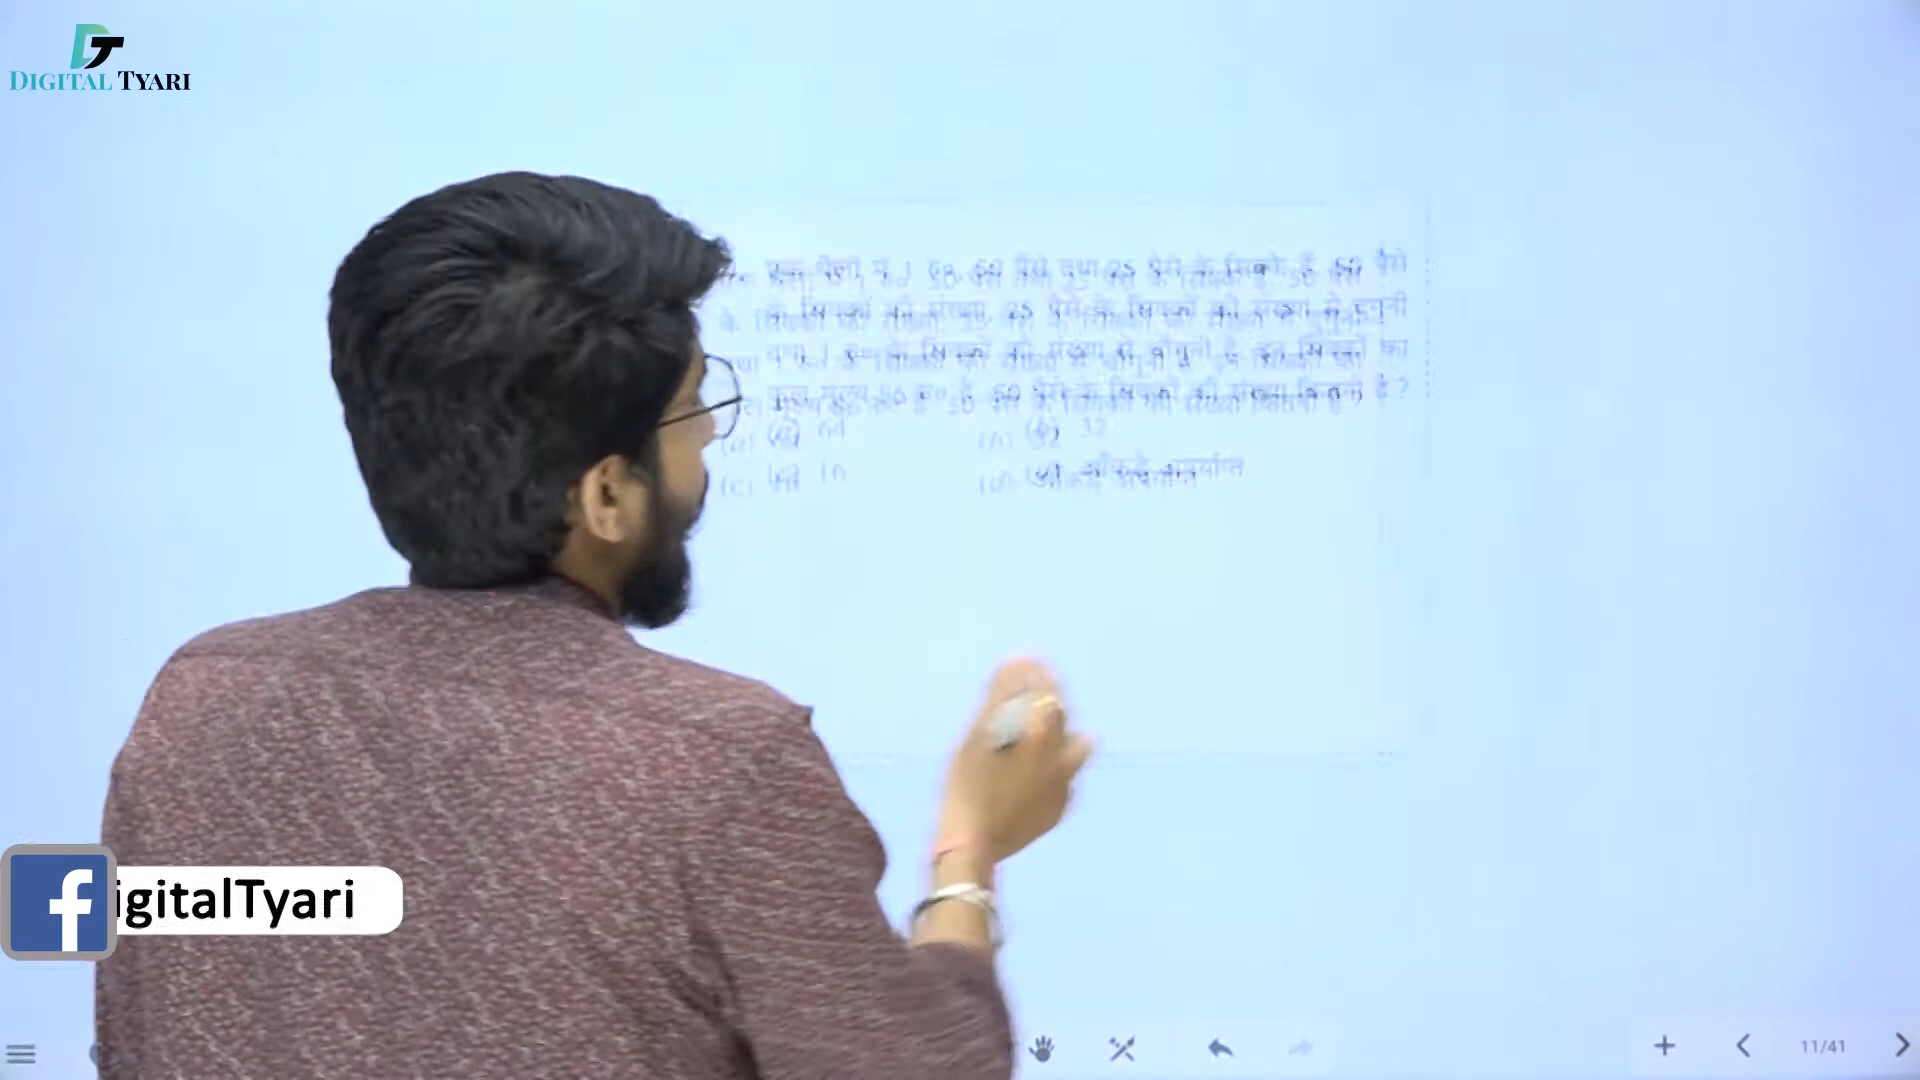 DT
DIGITAL TYARI
एक थैली में 1 रु० 50 पैसे तथा 25 पैसे के सिक्के हैं 50 पैसे
के सिक्कों की संख्या 25 पैसे के सिक्कों की संख्या से दुगुनी
तथा 1 रु० के सिक्कों की संख्या से चौगुनी है इन सिक्कों का
कुल मूल्य 56 रु० है 50 पैसे के सिक्कों की संख्या कितनी है ?
(a) 64 (b) 32
(c) 16 (d) आँकड़े अपर्याप्त
f igitalTyari
11/41